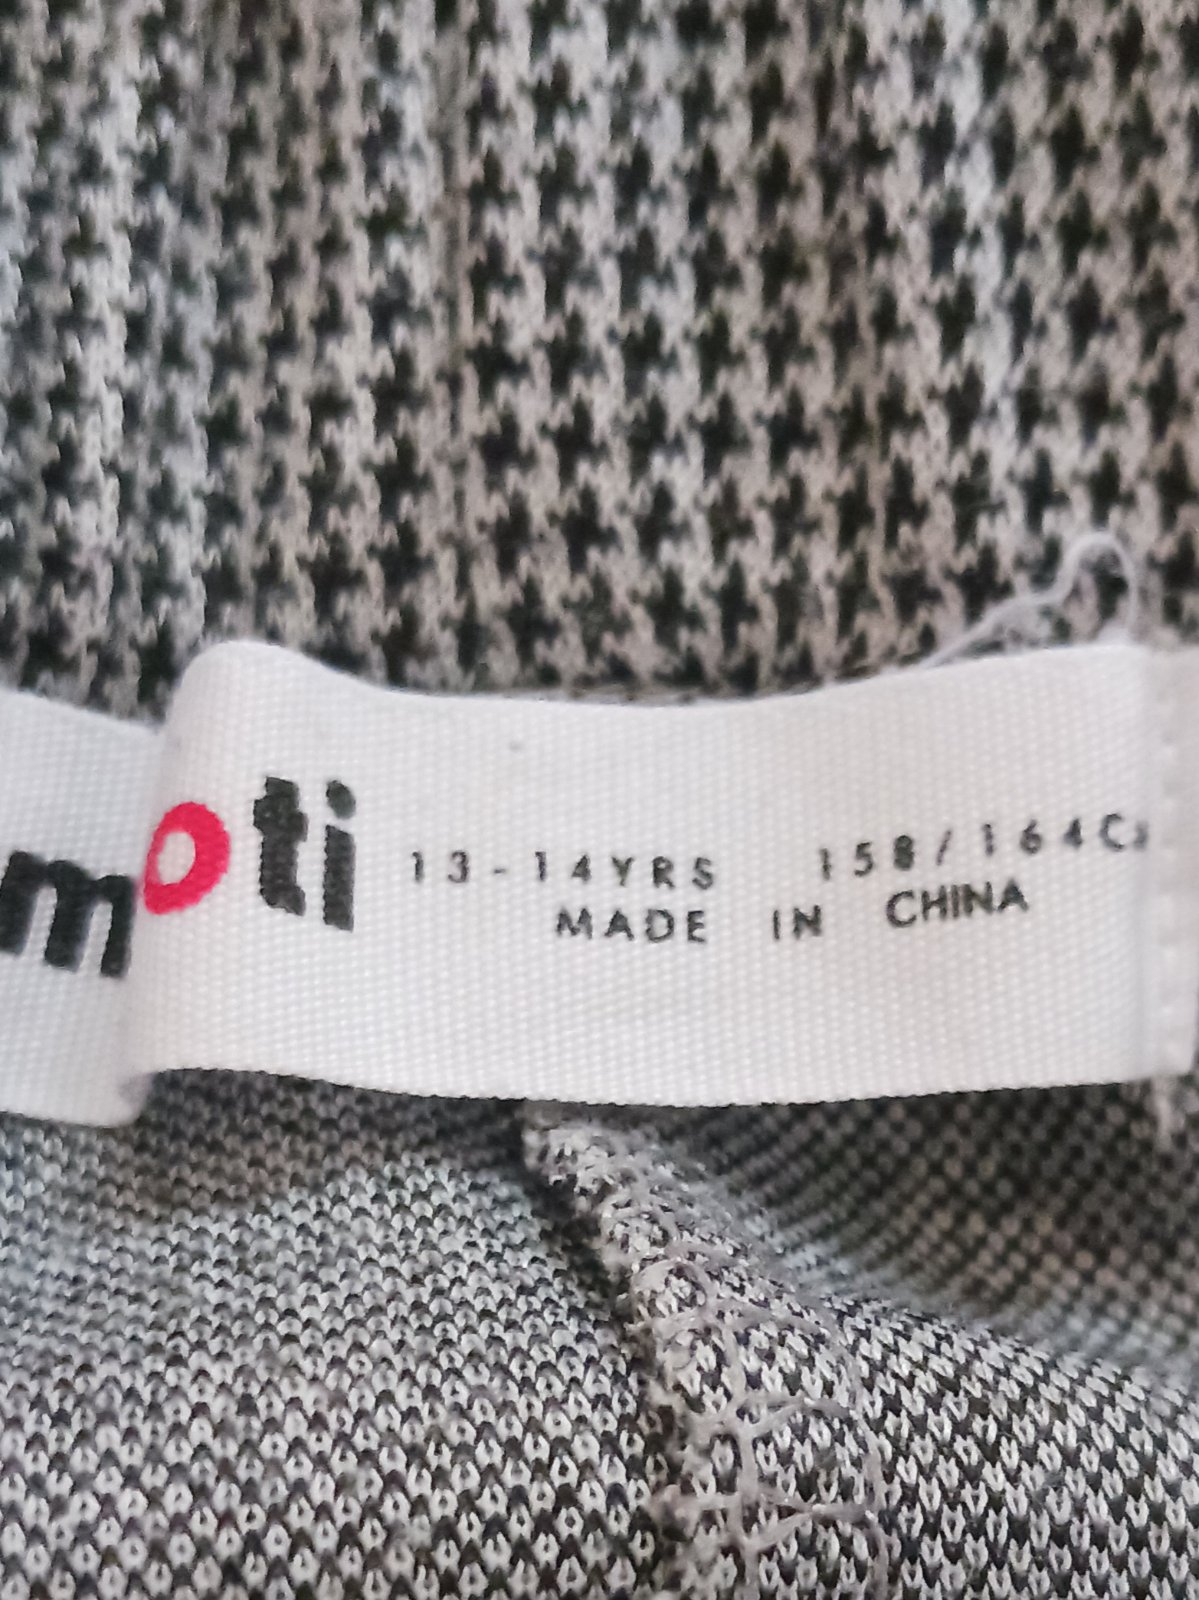 moti
13-14YRS 158/164C
MADE IN CHINA